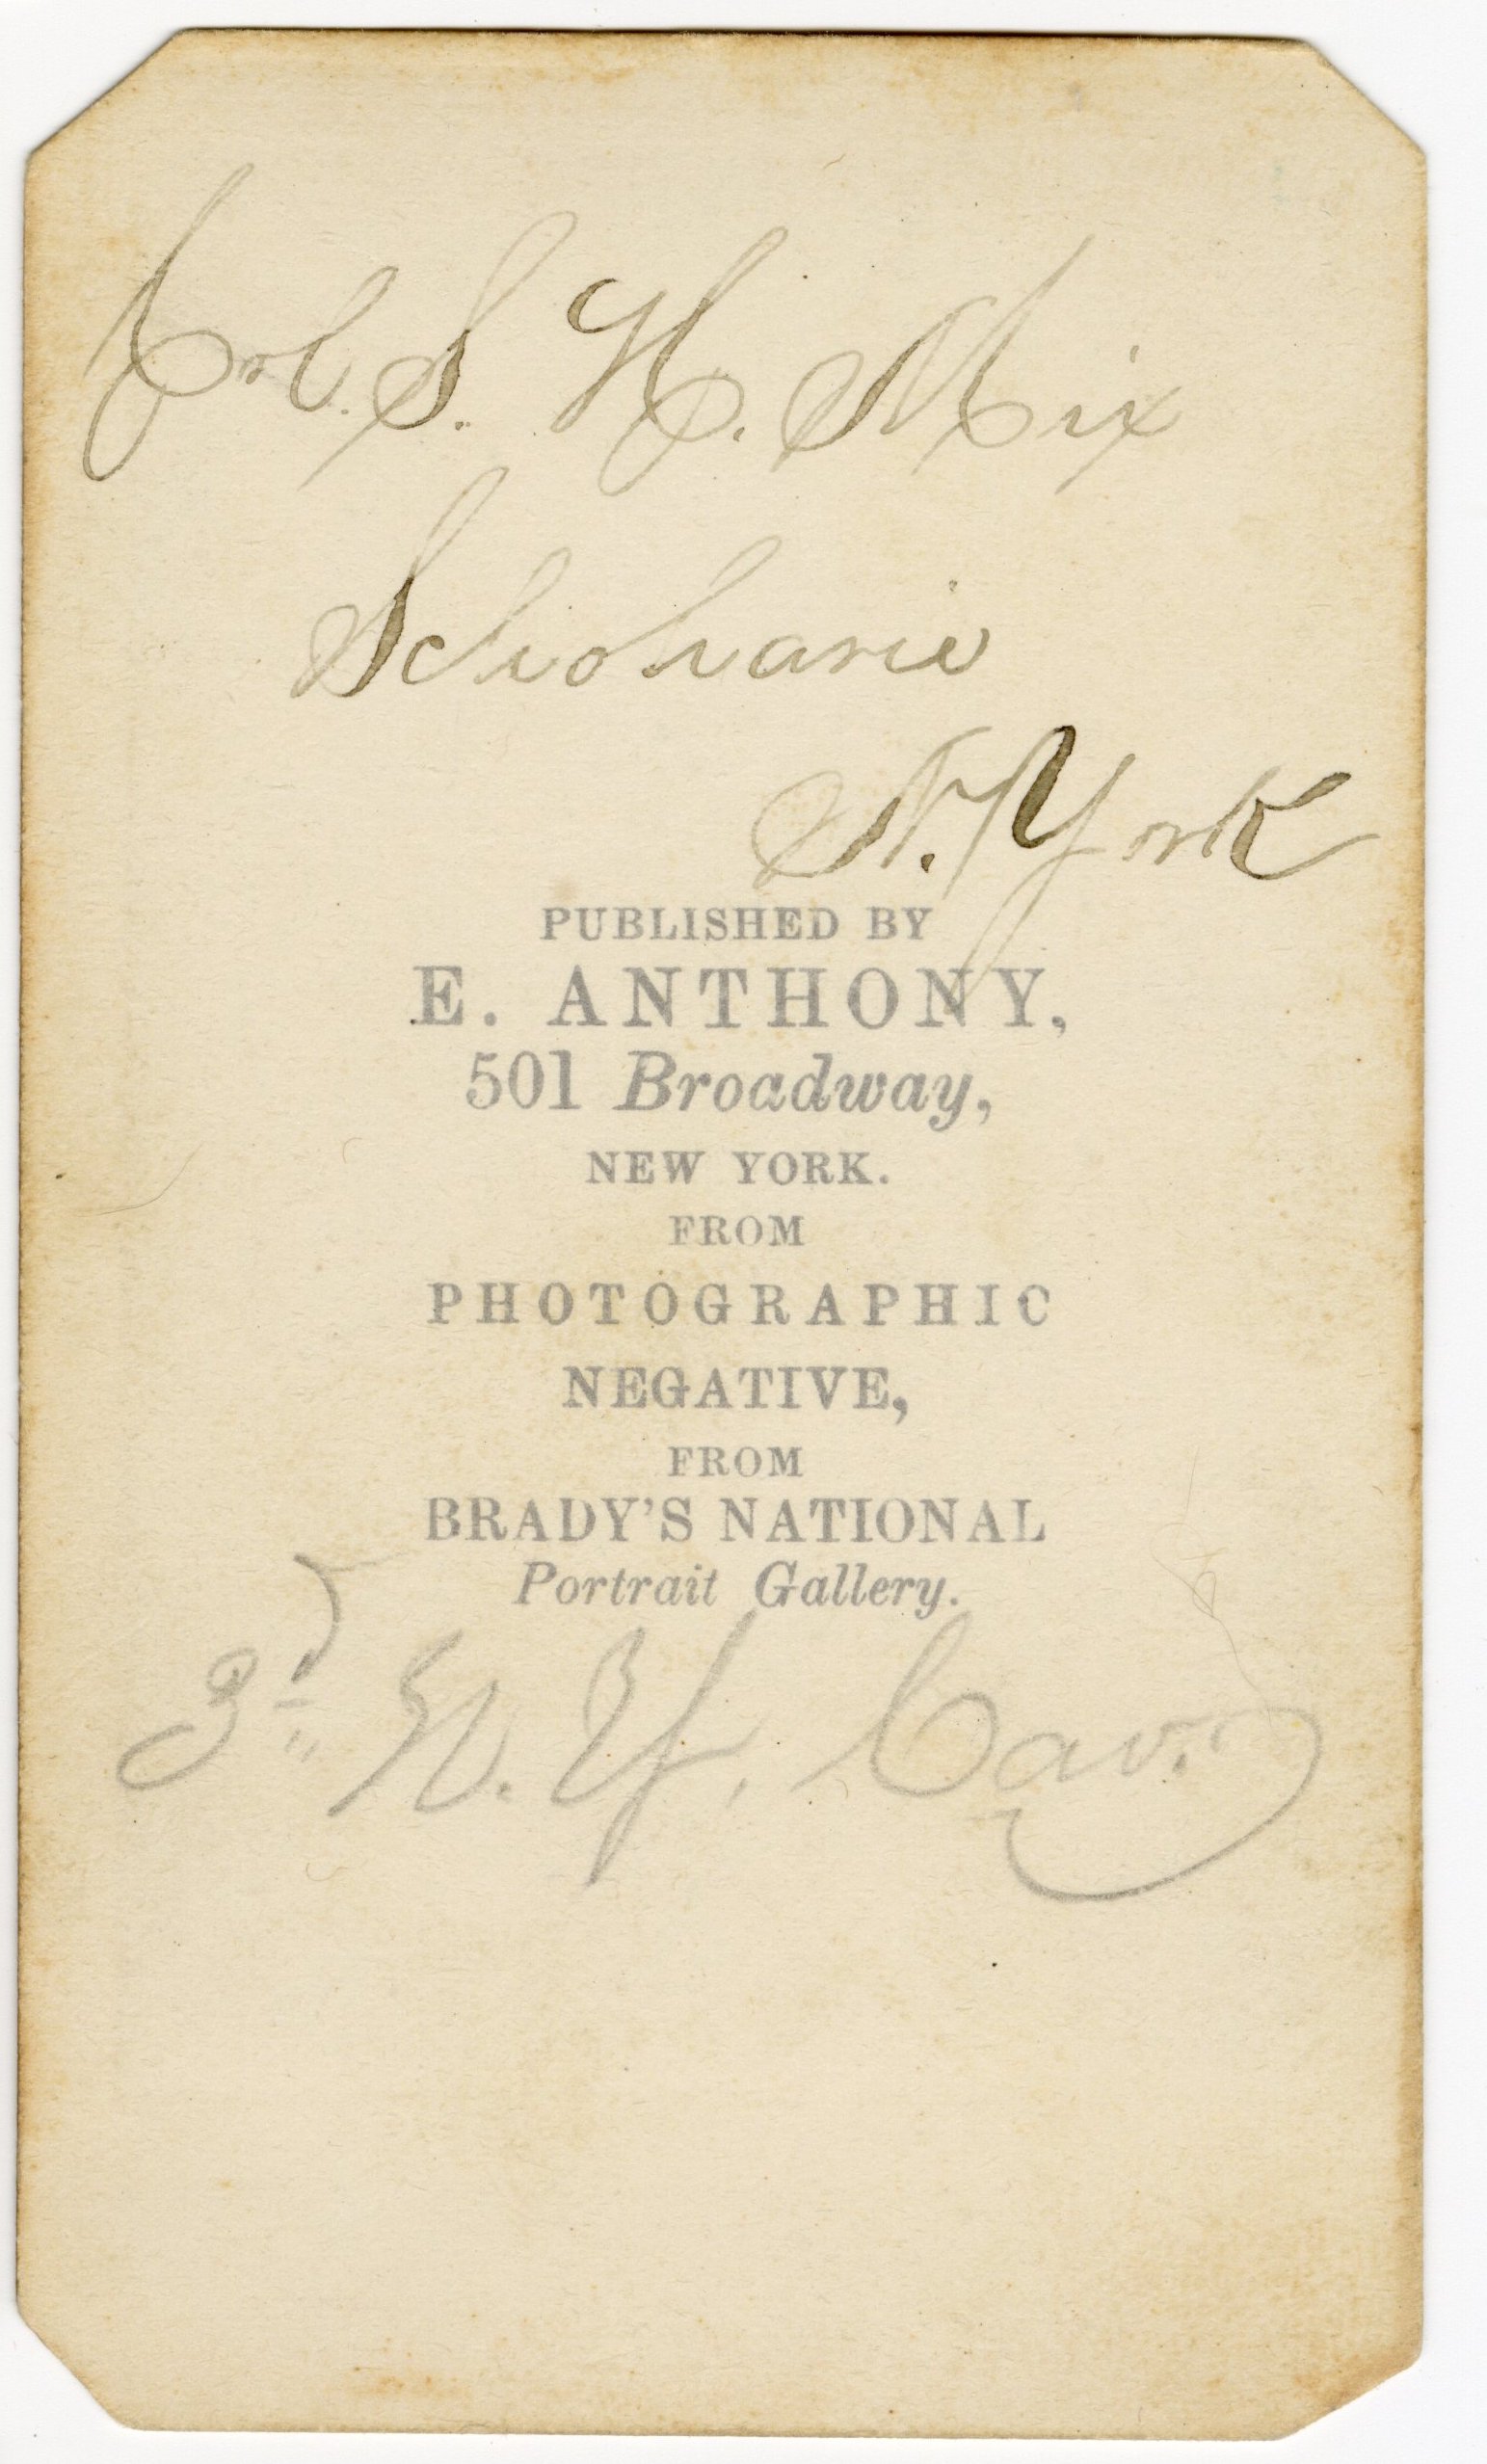 Col. S. H. Mix
Schoharie
N. York
PUBLISHED BY
E. ANTHONY,
501 Broadway,
NEW YORK.
FROM
PHOTOGRAPHIC
NEGATIVE,
FROM
BRADY'S NATIONAL
Portrait Gallery.
3d N. Y. Cav.